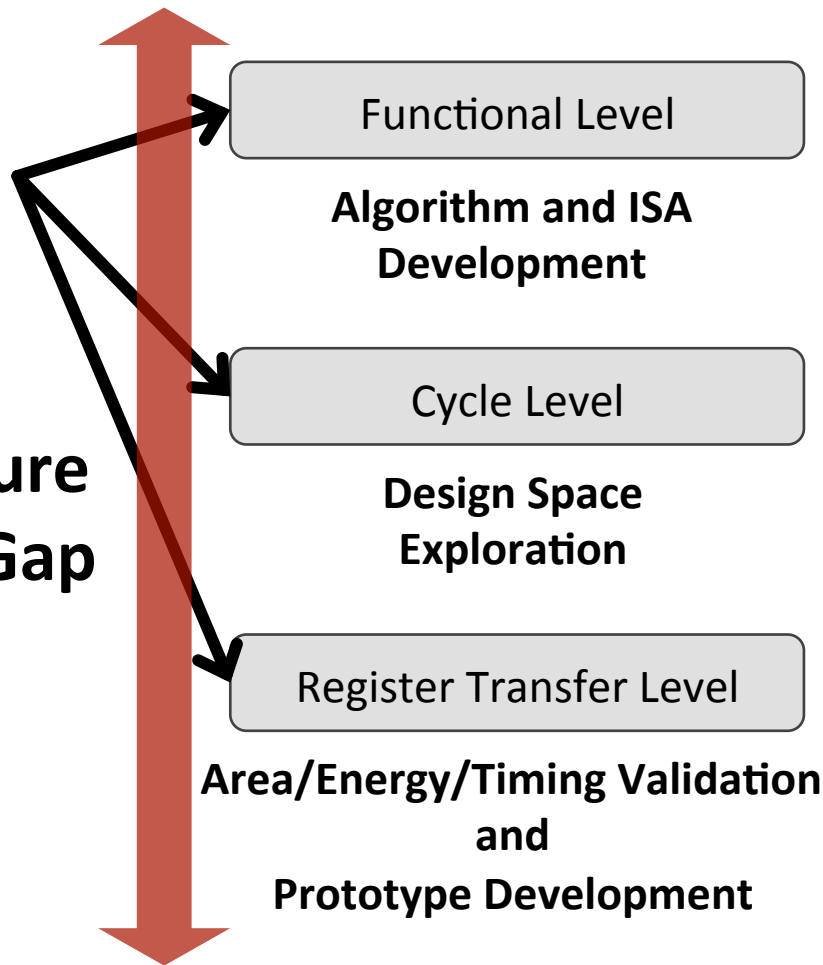 Functional Level
Algorithm and ISA
Development
Cycle Level
Design Space
Exploration
Gap
Register Transfer Level
Area/Energy/Timing Validation
and
Prototype Development